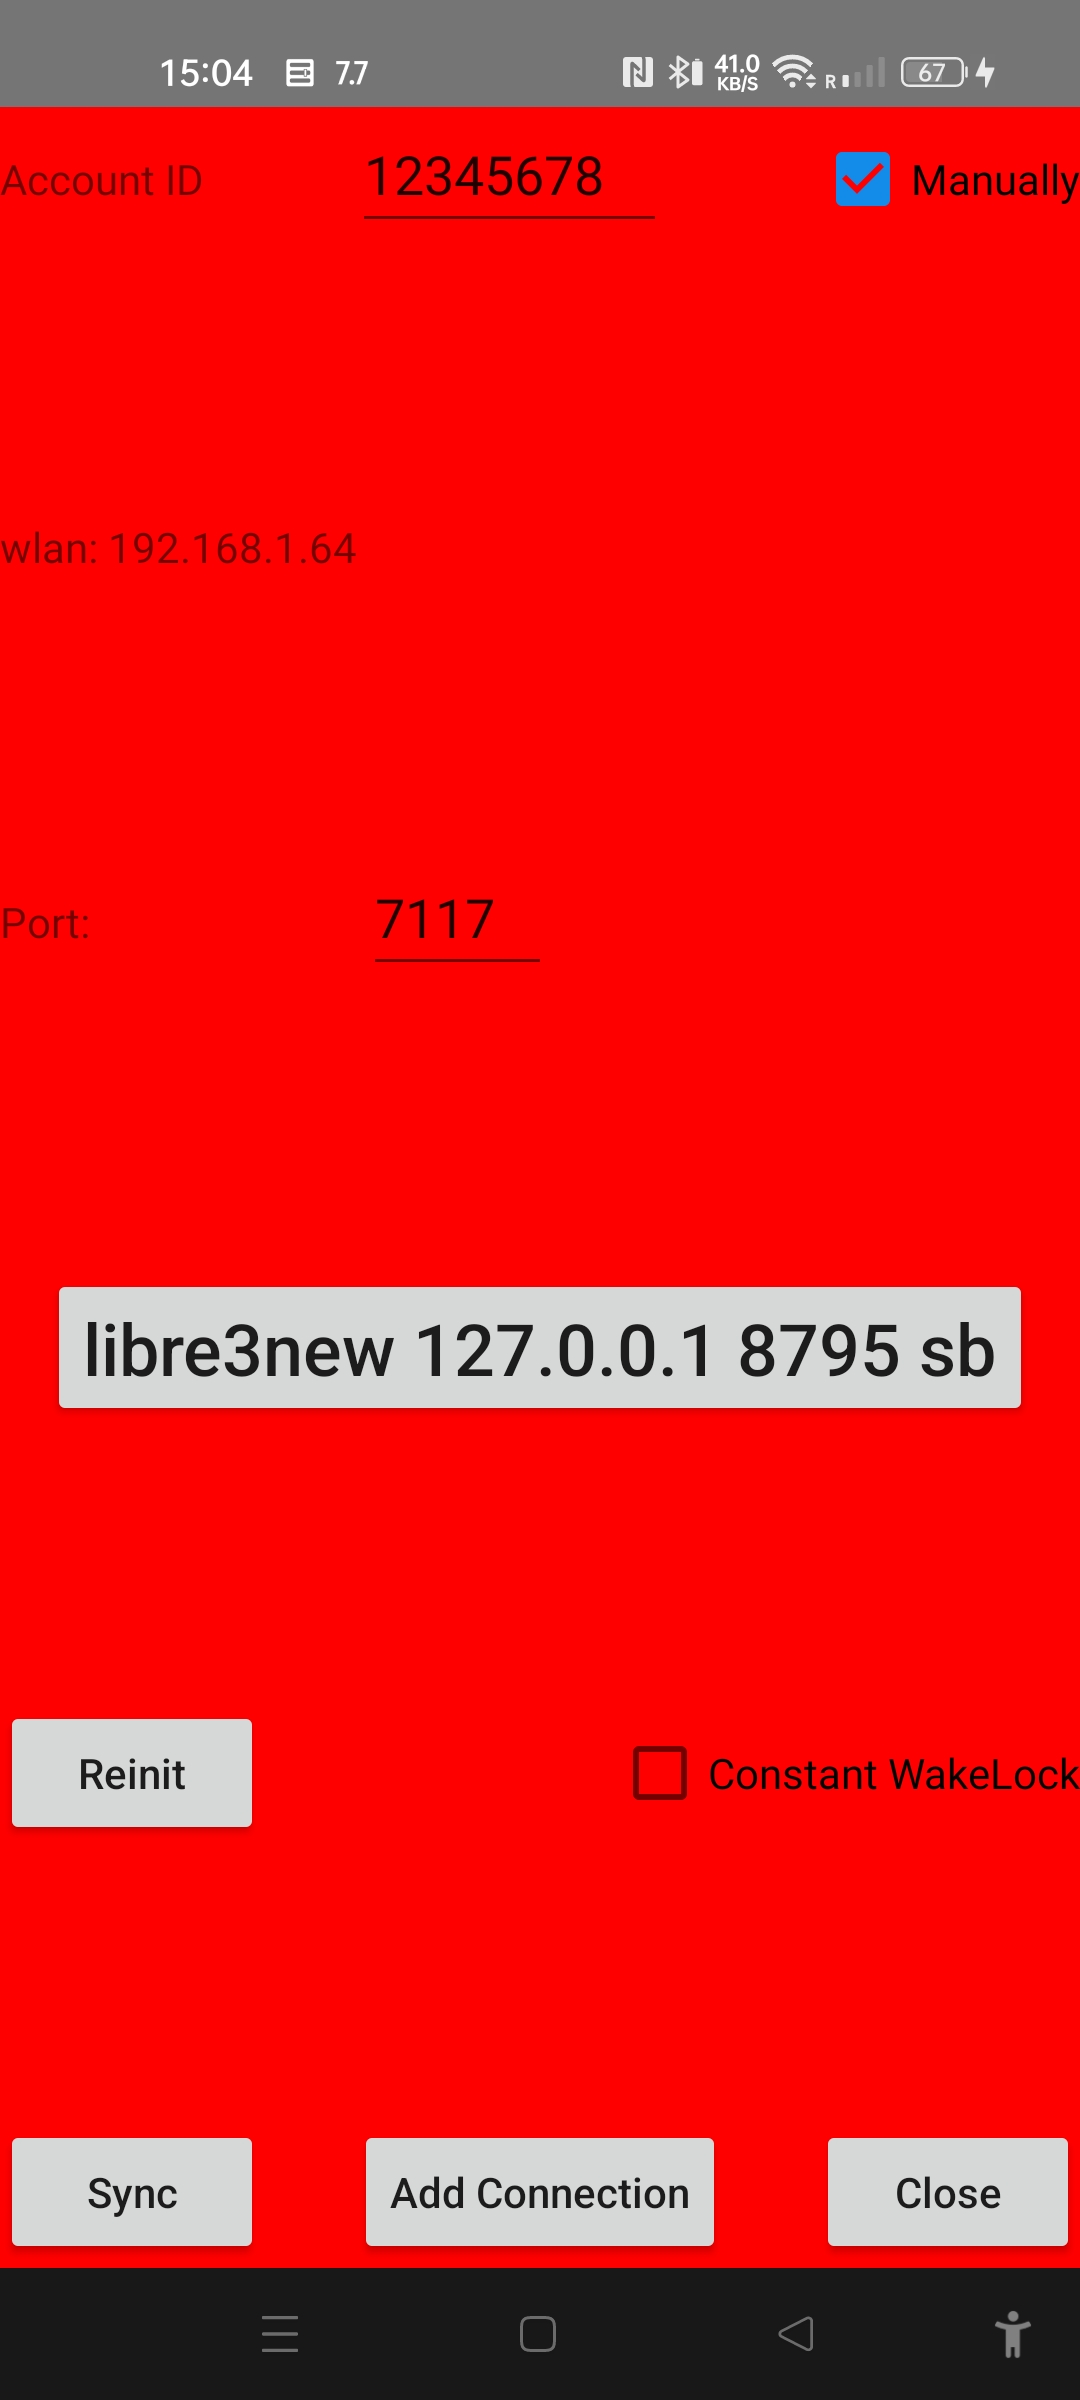 15:04 7.7 41.0 KB/S R 67
Account ID 12345678 Manually
wlan: 192.168.1.64
Port: 7117
libre3new 127.0.0.1 8795 sb
Reinit Constant WakeLock
Sync Add Connection Close